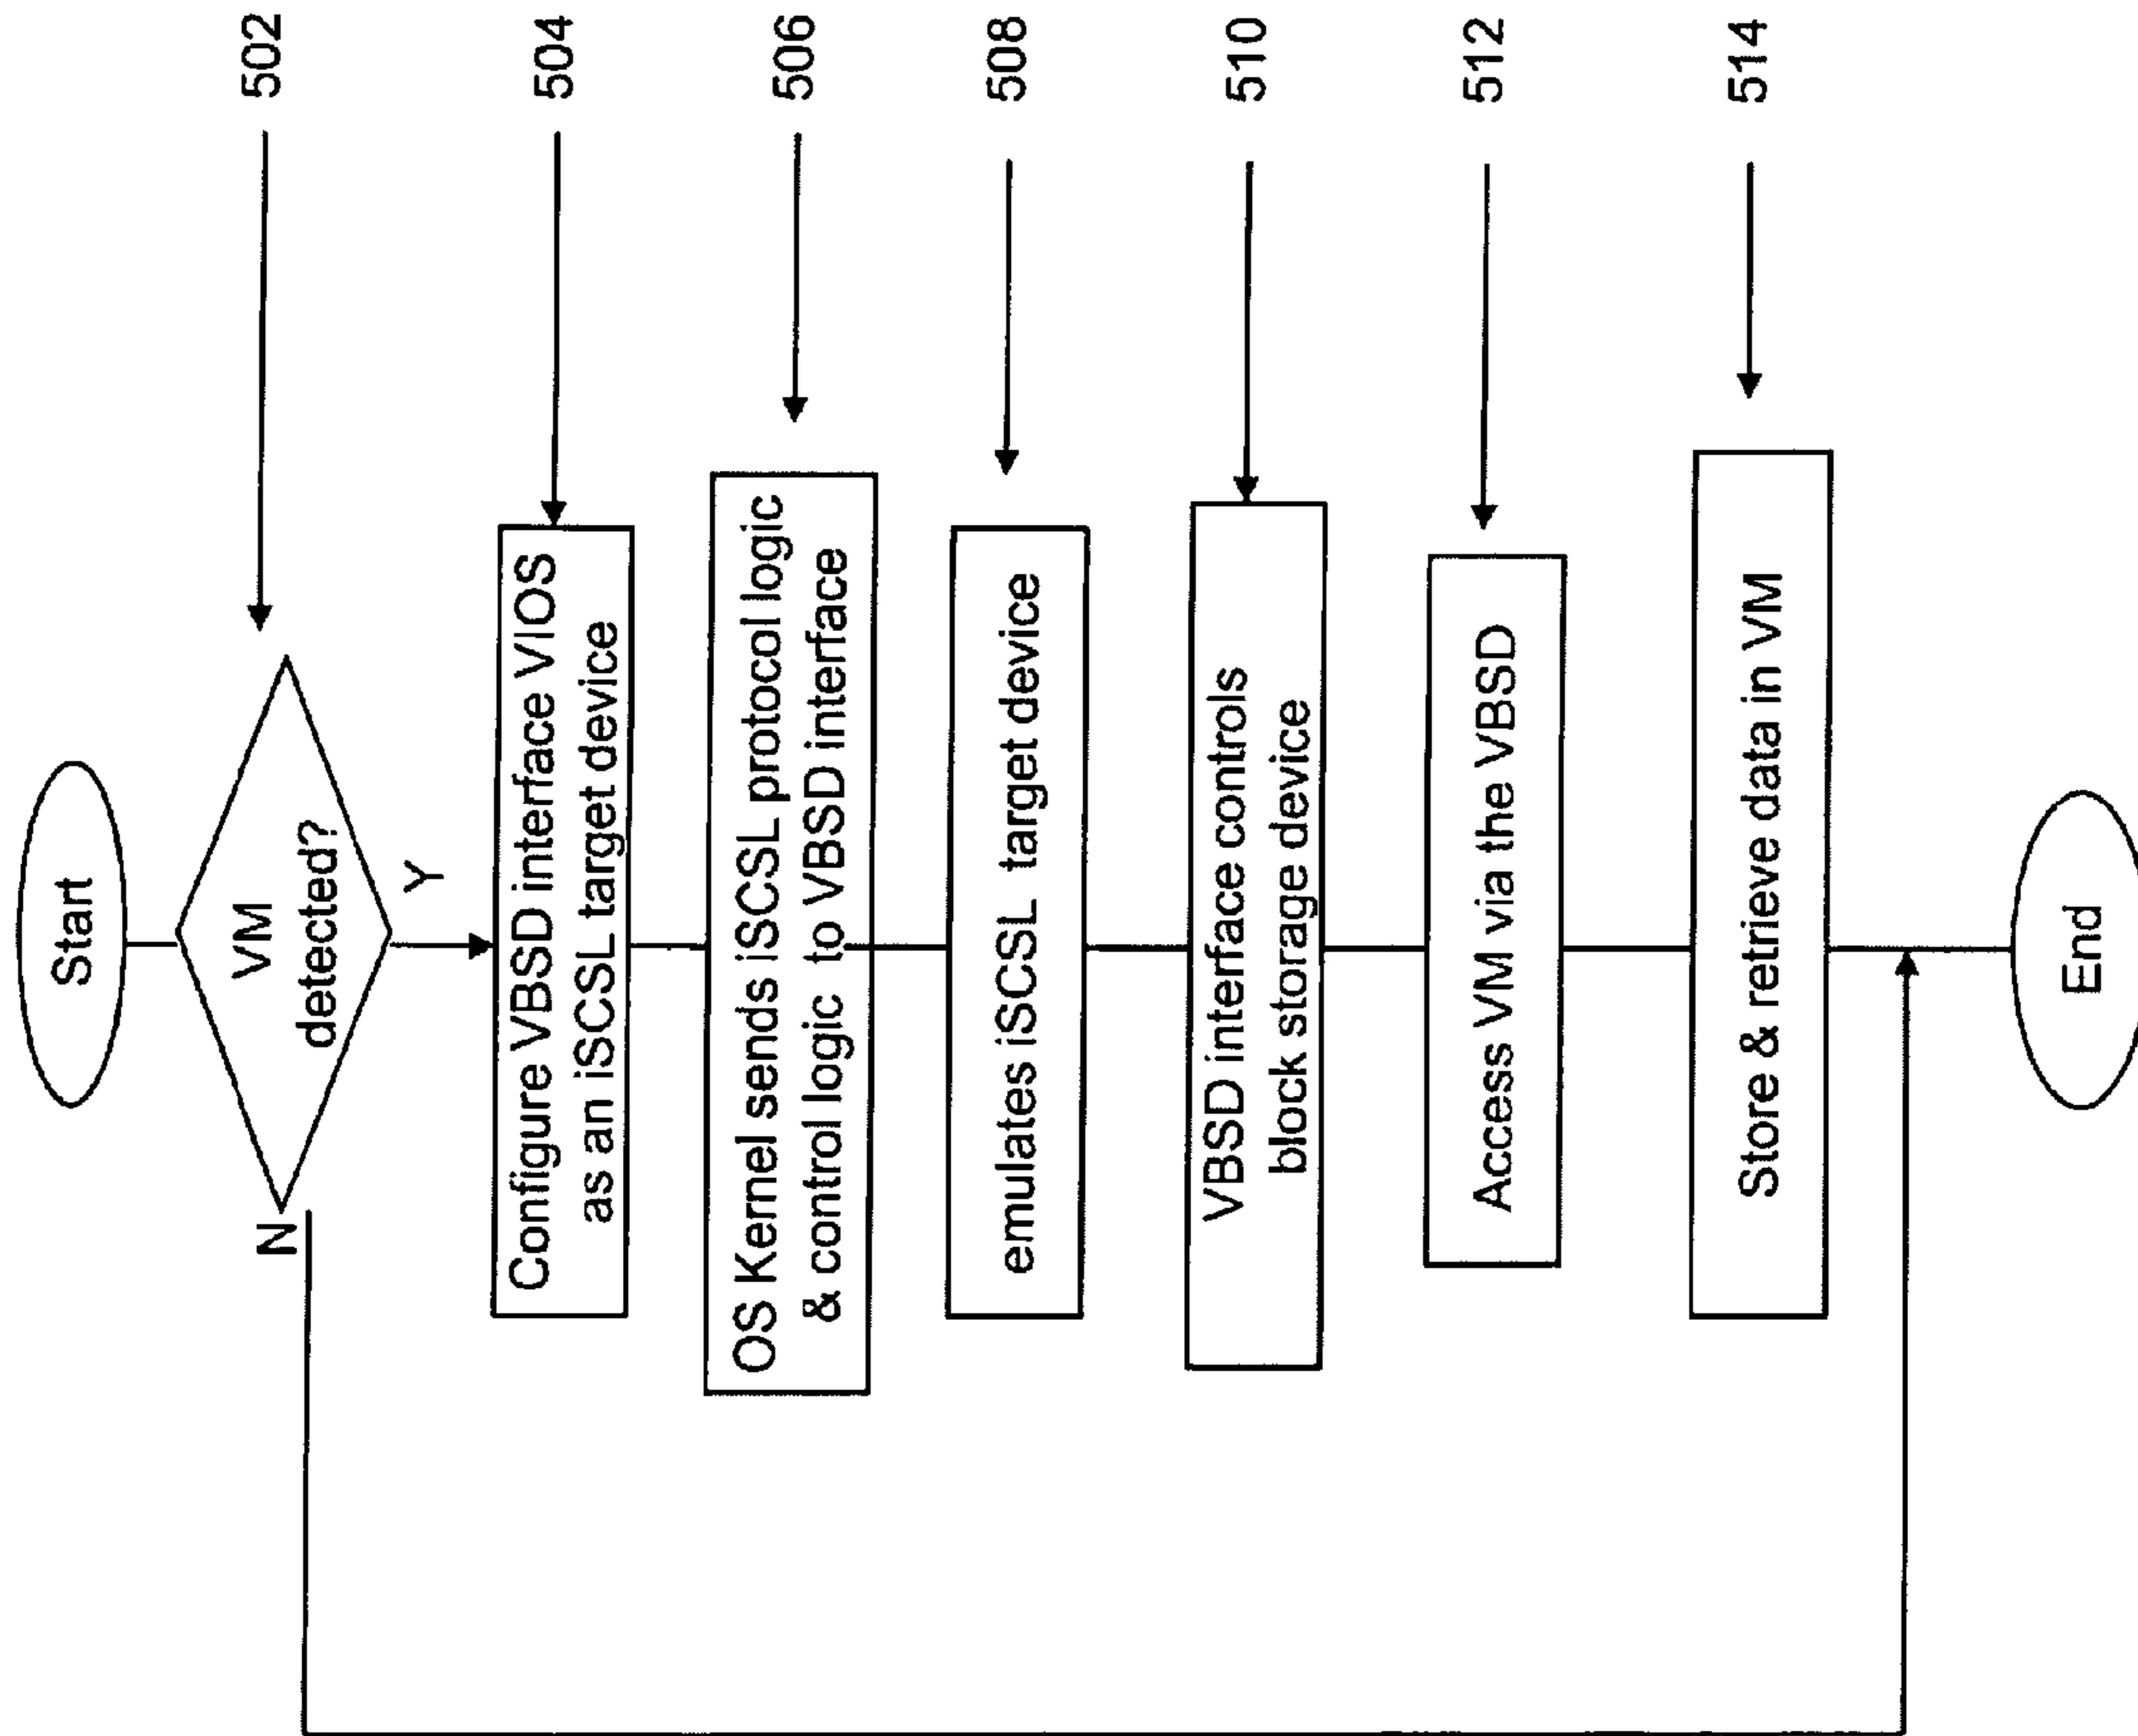 Start
VM
detected?
502
N
Y
Configure VBSD interface VIOS
as an iSCSL target device
504
OS Kernel sends iSCSL protocol logic
& control logic to VBSD interface
506
emulates iSCSL target device
508
VBSD interface controls
block storage device
510
Access VM via the VBSD
512
Store & retrieve data in VM
514
End